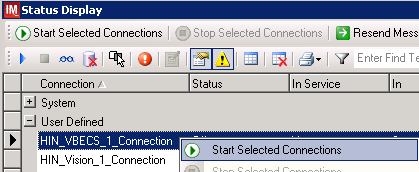 IM Status Display
Start Selected Connections Stop Selected Connections Resend Mess
Enter Find Te
Connection Status In Service In
System
User Defined
HIN_VBECS_1_Connection
Start Selected Connections
HIN_Vision_1_Connection
Stop Selected Connections